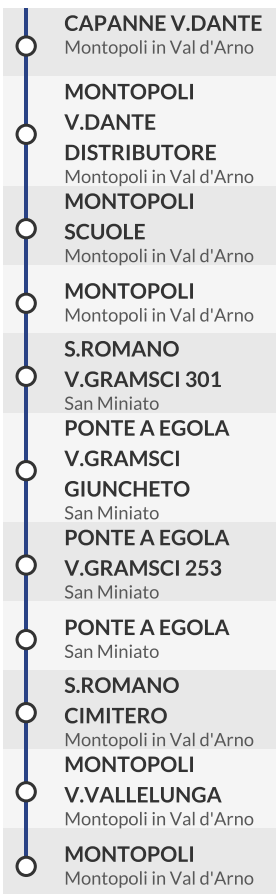 CAPANNE V.DANTE
Montopoli in Val d'Arno
MONTOPOLI
V.DANTE
DISTRIBUTORE
Montopoli in Val d'Arno
MONTOPOLI
SCUOLE
Montopoli in Val d'Arno
MONTOPOLI
Montopoli in Val d'Arno
S.ROMANO
V.GRAMSCI 301
San Miniato
PONTE A EGOLA
V.GRAMSCI
GIUNCHETO
San Miniato
PONTE A EGOLA
V.GRAMSCI 253
San Miniato
PONTE A EGOLA
San Miniato
S.ROMANO
CIMITERO
Montopoli in Val d'Arno
MONTOPOLI
V.VALLELUNGA
Montopoli in Val d'Arno
MONTOPOLI
Montopoli in Val d'Arno